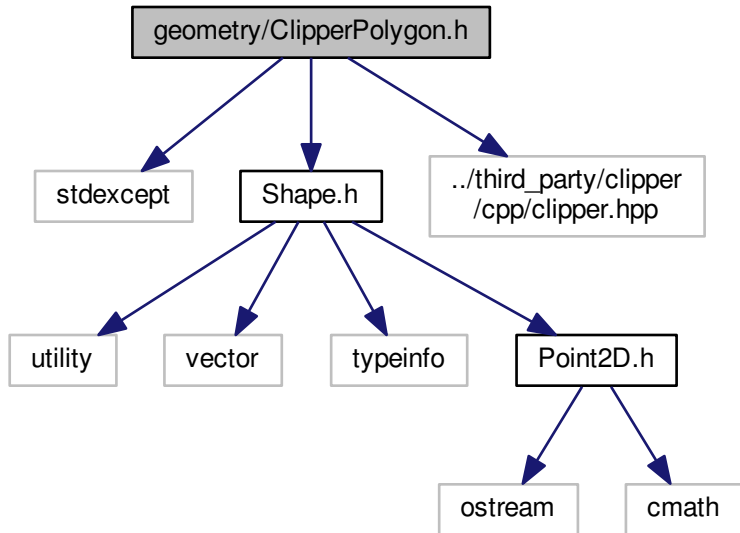 geometry/ClipperPolygon.h
stdexcept
Shape.h
../third_party/clipper
/cpp/clipper.hpp
utility
vector
typeinfo
Point2D.h
ostream
cmath